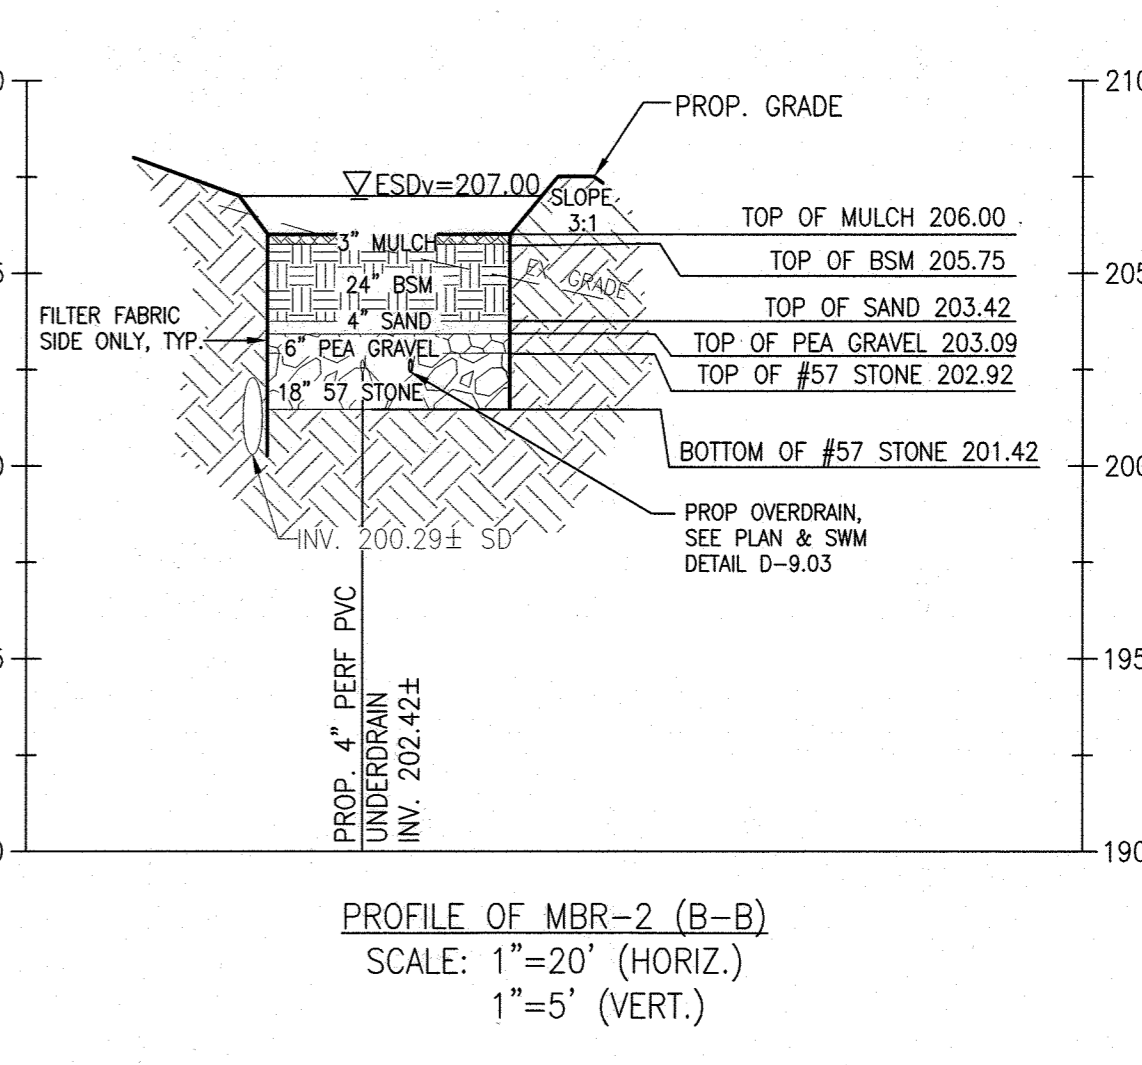 210
PROP. GRADE
ESDv=207.00
SLOPE
3:1
TOP OF MULCH 206.00
3" MULCH
TOP OF BSM 205.75
EX GRADE
24" BSM
TOP OF SAND 203.42
4" SAND
FILTER FABRIC
SIDE ONLY, TYP.
TOP OF PEA GRAVEL 203.09
6" PEA GRAVEL
TOP OF #57 STONE 202.92
18" 57 STONE
BOTTOM OF #57 STONE 201.42
200
PROP OVERDRAIN,
SEE PLAN & SWM
DETAIL D-9.03
INV. 200.29± SD
PROP. 4" PERF PVC
UNDERDRAIN
INV. 202.42±
205
195
190
PROFILE OF MBR-2 (B-B)
SCALE: 1"=20' (HORIZ.)
1"=5' (VERT.)